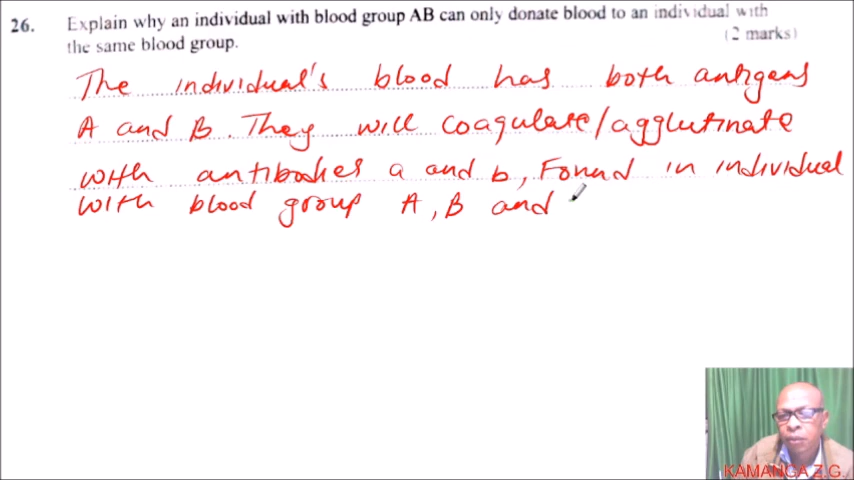 26. Explain why an individual with blood group AB can only donate blood to an individual with
the same blood group. (2 marks)
The individual's blood has both antigens
A and B. They will coagulate/agglutinate
with antibodies a and b, Found in individual
with blood group A, B and
KAMANGA Z.G.